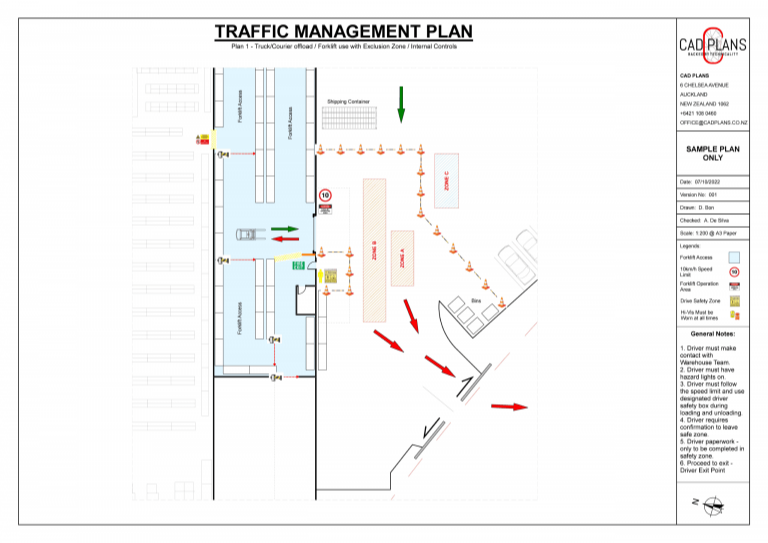 TRAFFIC MANAGEMENT PLAN
Plan 1 - Truck/Courier offload / Forklift use with Exclusion Zone / Internal Controls
Forklift Access
Forklift Access
Shipping Container
10
ZONE C
ZONE B
ZONE A
Bins
Forklift Access
CAD PLANS
CAD PLANS
6 CHELSEA AVENUE
AUCKLAND
OFFICE@CADPLANS.CO.NZ
SAMPLE PLAN
ONLY
Date: 07/10/2022
Version No: 001
Drawn: D. Ban
Checked: A. De Silva
Scale: 1:200 @ A3 Paper
Legends:
Forklift Access
10km/h Speed
Limit
10
Forklift Operation
Area
Drive Safety Zone
Hi-Vis Must be
Worn at all times
General Notes:
1. Driver must make
contact with
Warehouse Team.
2. Driver must have
hazard lights on.
3. Driver must follow
the speed limit and use
designated driver
safety box during
loading and unloading.
4. Driver requires
confirmation to leave
safe zone.
5. Driver paperwork -
only to be completed in
safety zone.
6. Proceed to exit -
Driver Exit Point
N